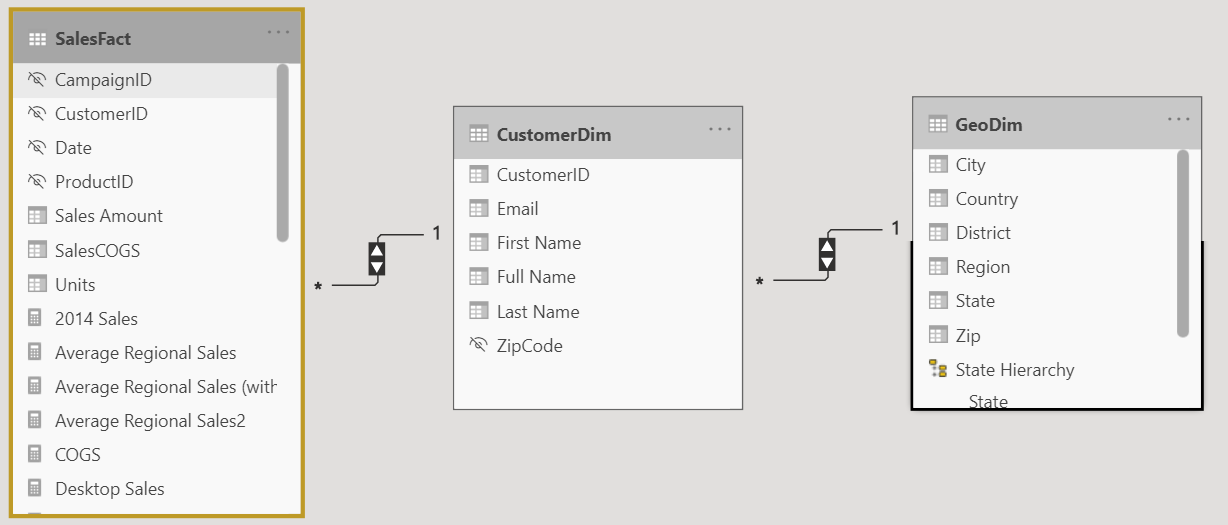 SalesFact
CampaignID
CustomerID
Date
ProductID
Sales Amount
SalesCOGS
Units
2014 Sales
Average Regional Sales
Average Regional Sales (with
Average Regional Sales2
COGS
Desktop Sales
*
1
CustomerDim
CustomerID
Email
First Name
Full Name
Last Name
ZipCode
*
1
GeoDim
City
Country
District
Region
State
Zip
State Hierarchy
State